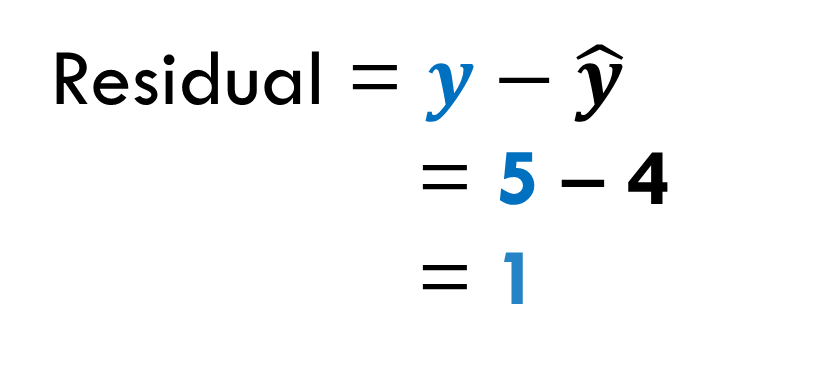 Residual = y − ŷ
= 5 – 4
= 1